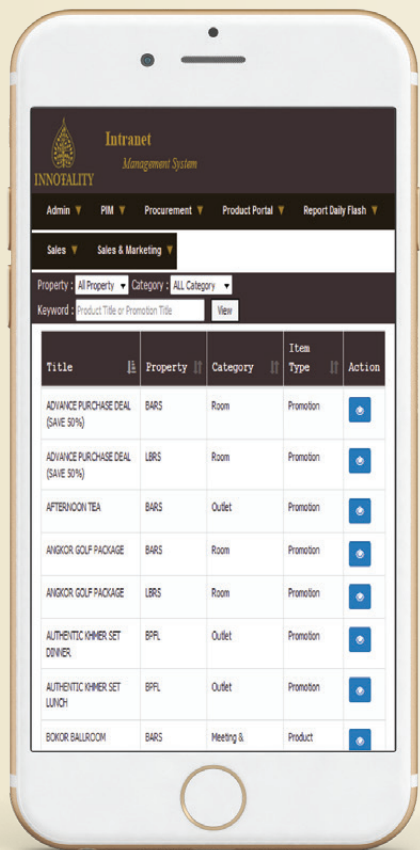 Intranet
Management System
INNOTALITY
Admin ▼ PIM ▼ Procurement ▼ Product Portal ▼ Report Daily Flash ▼
Sales ▼ Sales & Marketing ▼
Property : All Property ▼ Category : ALL Category ▼
Keyword : Product Title or Promotion Title View
Title Property Category Item Type Action
ADVANCE PURCHASE DEAL (SAVE 50%) BARS Room Promotion
ADVANCE PURCHASE DEAL (SAVE 50%) LBRS Room Promotion
AFTERNOON TEA BARS Outlet Promotion
ANGKOR GOLF PACKAGE BARS Room Promotion
ANGKOR GOLF PACKAGE LBRS Room Promotion
AUTHENTIC KHMER SET DINNER BPFL Outlet Promotion
AUTHENTIC KHMER SET LUNCH BPFL Outlet Promotion
BOKOR BALLROOM BARS Meeting & Product